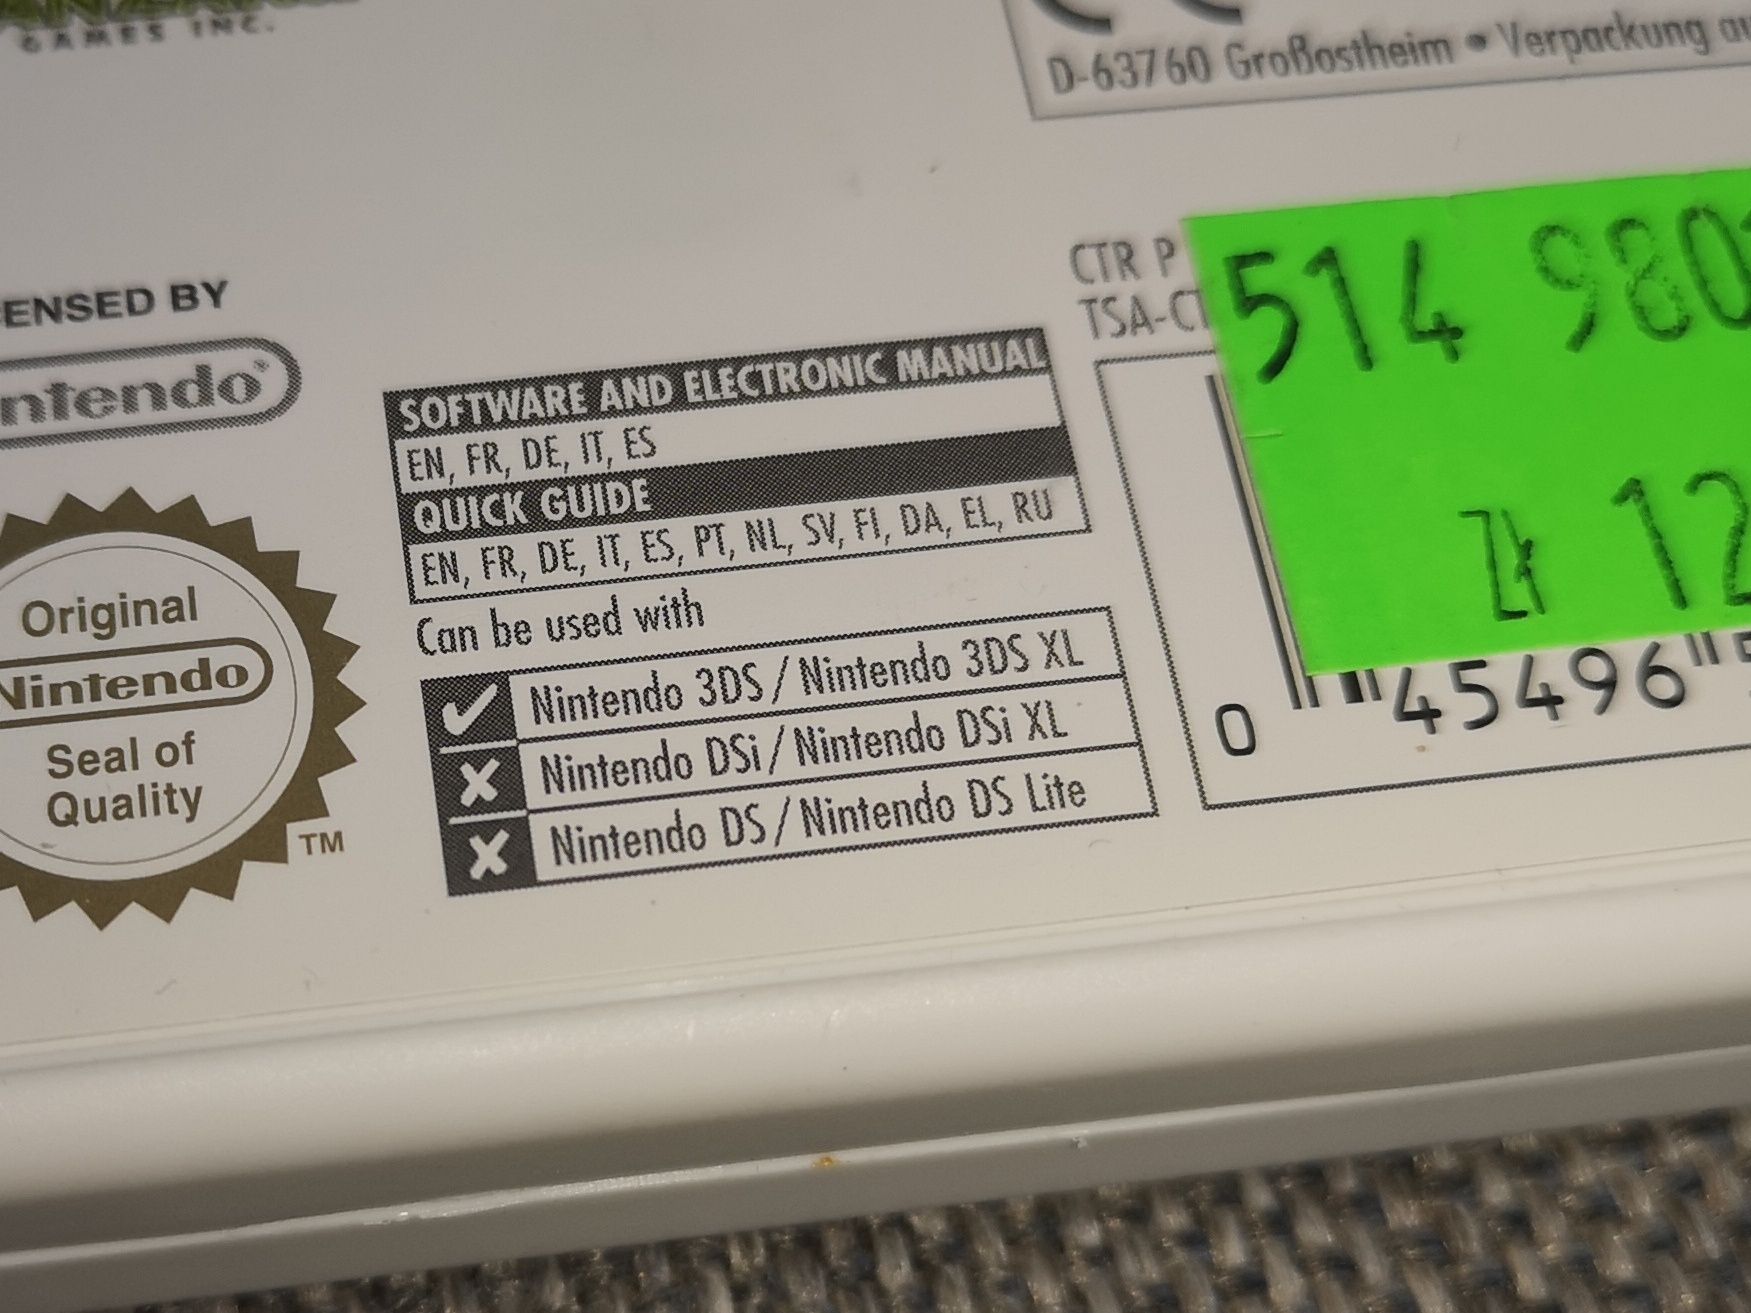 GAMES INC.
D-63760 Großostheim • Verpackung
ENSED BY
ntendo
Original
Nintendo
Seal of
Quality
TM
SOFTWARE AND ELECTRONIC MANUAL
EN, FR, DE, IT, ES
QUICK GUIDE
EN, FR, DE, IT, ES, PT, NL, SV, FI, DA, EL, RU
Can be used with
Nintendo 3DS / Nintendo 3DS XL
Nintendo DSi / Nintendo DSi XL
Nintendo DS / Nintendo DS Lite
CTR P
TSA-CT
514 980
zł 12
0 45496